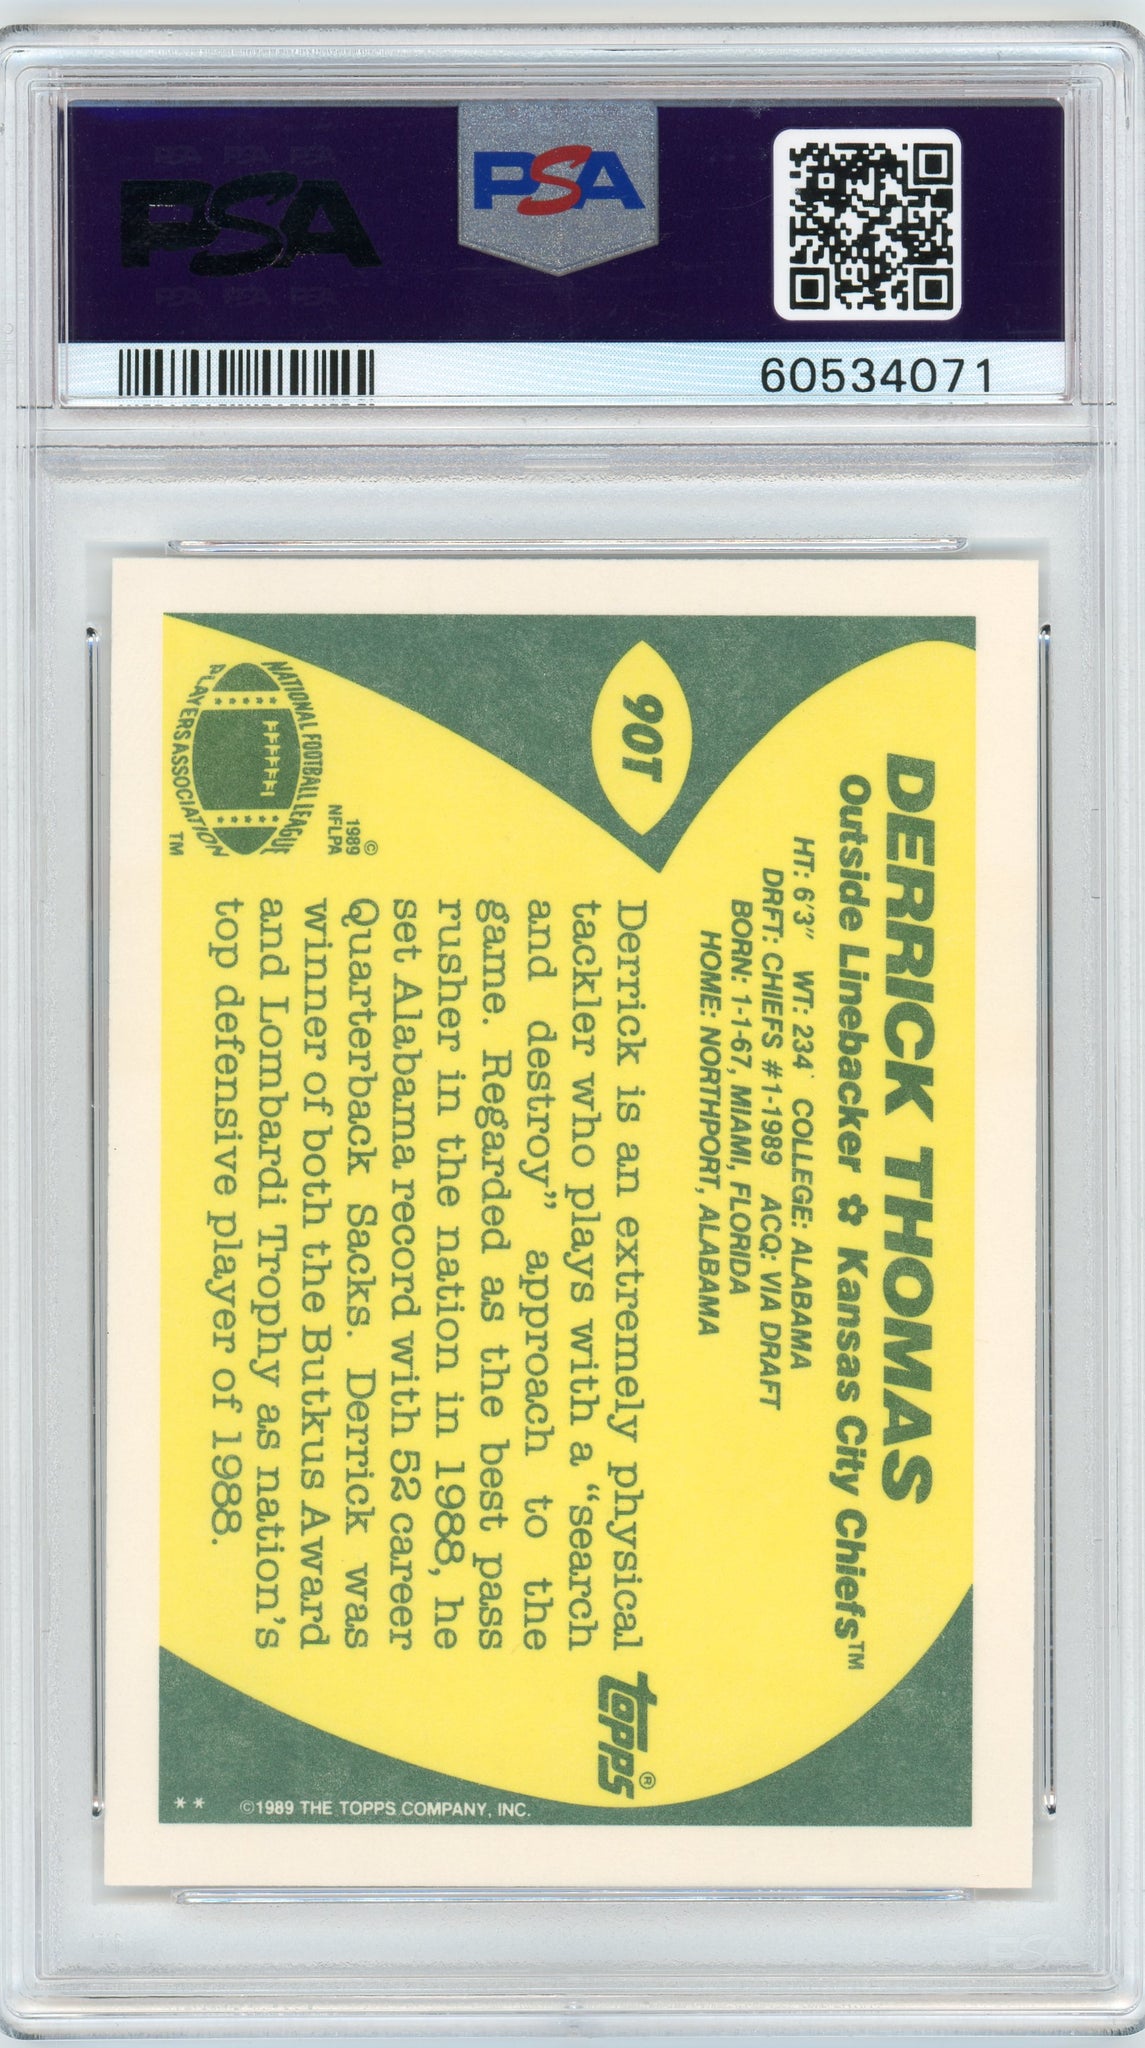 PSA
PSA
60534071
90T
DERRICK THOMAS
Outside Linebacker ✿ Kansas City Chiefs™
HT: 6'3" WT: 234 COLLEGE: ALABAMA
DRFT: CHIEFS #1-1989 ACQ: VIA DRAFT
BORN: 1-1-67, MIAMI, FLORIDA
HOME: NORTHPORT, ALABAMA
Derrick is an extremely physical
tackler who plays with a “search
and destroy” approach to the
game. Regarded as the best pass
rusher in the nation in 1988, he
set Alabama record with 52 career
Quarterback Sacks. Derrick was
winner of both the Butkus Award
and Lombardi Trophy as nation's
top defensive player of 1988.
©
1989
NFLPA
NATIONAL FOOTBALL LEAGUE
PLAYERS ASSOCIATION
TM
topps®
©1989 THE TOPPS COMPANY, INC.
**